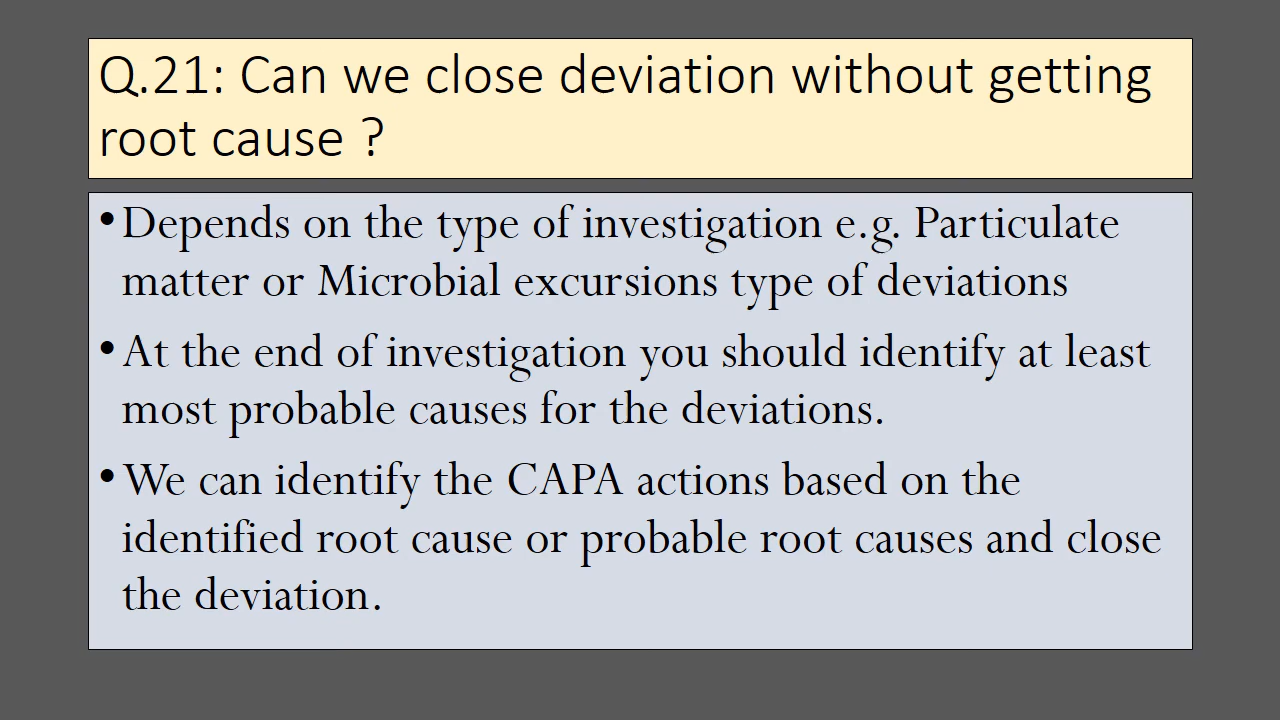 Q.21: Can we close deviation without getting
root cause ?
•Depends on the type of investigation e.g. Particulate
matter or Microbial excursions type of deviations
•At the end of investigation you should identify at least
most probable causes for the deviations.
•We can identify the CAPA actions based on the
identified root cause or probable root causes and close
the deviation.